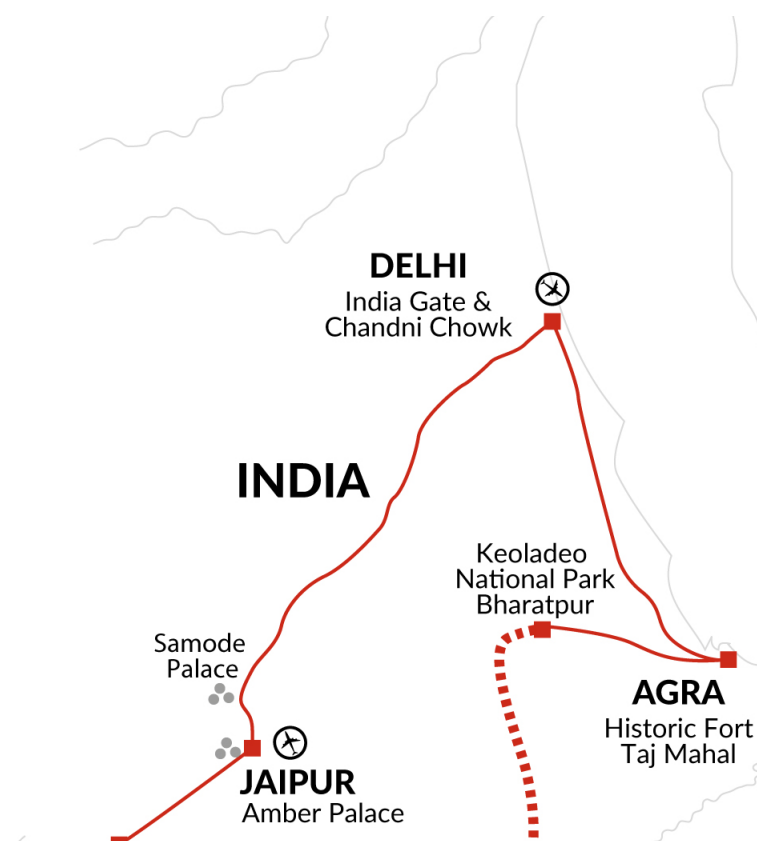 DELHI
India Gate &
Chandni Chowk
INDIA
Keoladeo
National Park
Bharatpur
Samode
Palace
AGRA
Historic Fort
Taj Mahal
JAIPUR
Amber Palace